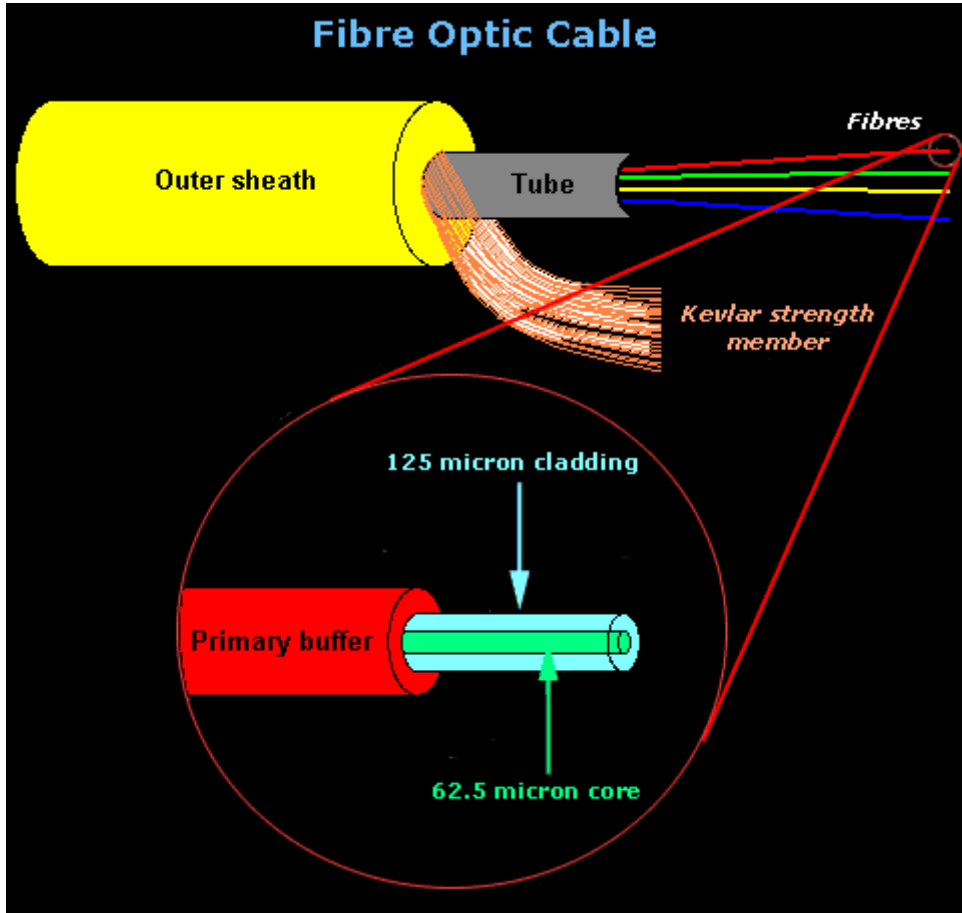 Fibre Optic Cable
Fibres
Outer sheath
Tube
Kevlar strength
member
125 micron cladding
Primary buffer
62.5 micron core